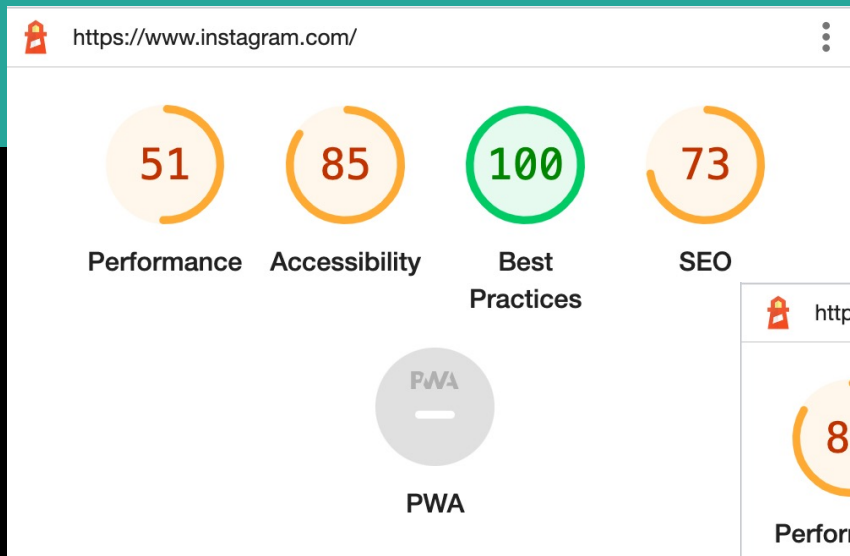 https://www.instagram.com/
51 85 100 73
Performance Accessibility Best Practices SEO
PWA
PWA